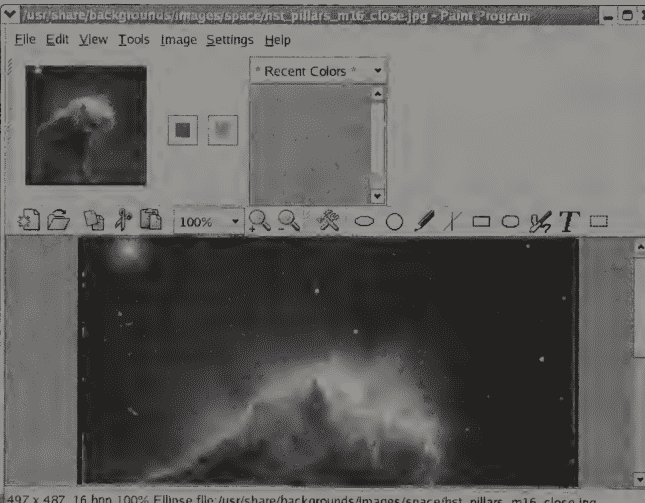 /usr/share/backgrounds/images/space/hst_pillars_m16_close.jpg - Paint Program
File Edit View Tools Image Settings Help
* Recent Colors *
100%
T
497 x 487, 16 bpp 100% Ellipse file:/usr/share/backgrounds/images/space/hst_pillars_m16_close.jpg